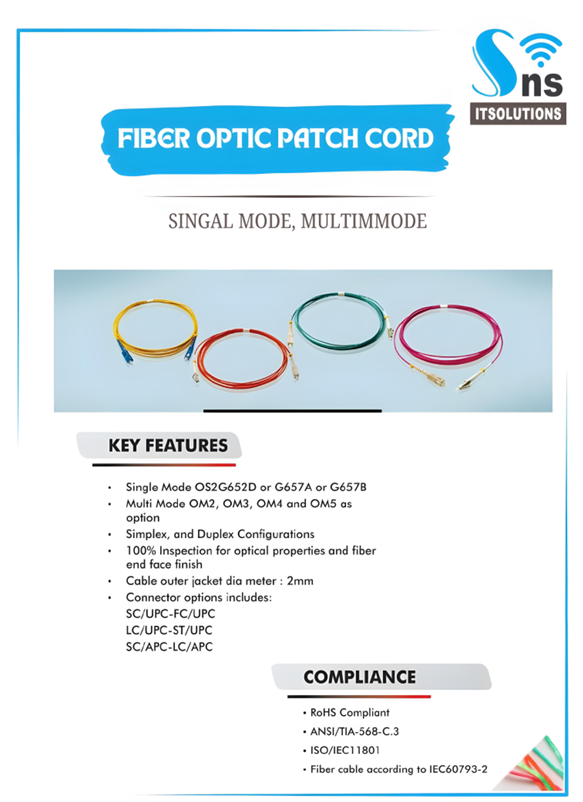 Sns
ITSOLUTIONS
FIBER OPTIC PATCH CORD
SINGAL MODE, MULTIMMODE
KEY FEATURES
• Single Mode OS2G652D or G657A or G657B
• Multi Mode OM2, OM3, OM4 and OM5 as
option
• Simplex, and Duplex Configurations
• 100% Inspection for optical properties and fiber
end face finish
• Cable outer jacket dia meter : 2mm
• Connector options includes:
SC/UPC-FC/UPC
LC/UPC-ST/UPC
SC/APC-LC/APC
COMPLIANCE
• RoHS Compliant
• ANSI/TIA-568-C.3
• ISO/IEC11801
• Fiber cable according to IEC60793-2